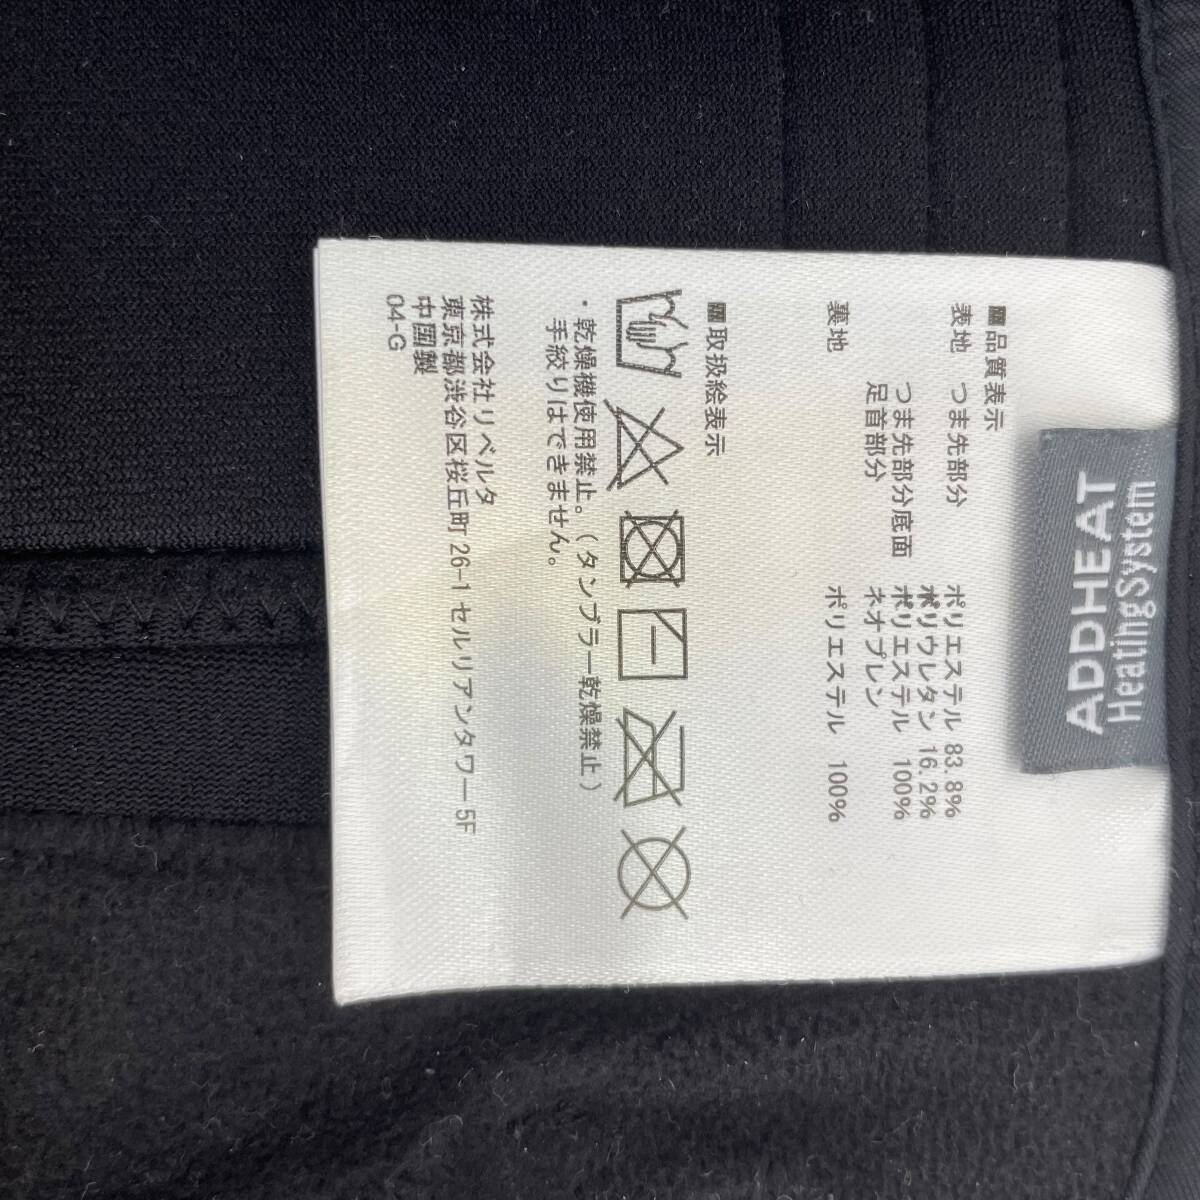 ADDHEAT
HeatingSystem
■品質表示
表地 つま先部分 ポリエステル 83.8%
ポリウレタン 16.2%
つま先部分底面 ポリエステル 100%
足首部分 ネオプレン
裏地 ポリエステル 100%
■取扱絵表示
・乾燥機使用禁止。(タンブラー乾燥禁止)
手絞りはできません。
株式会社リベルタ
東京都渋谷区桜丘町 26-1 セルリアンタワー 5F
中国製
04-G